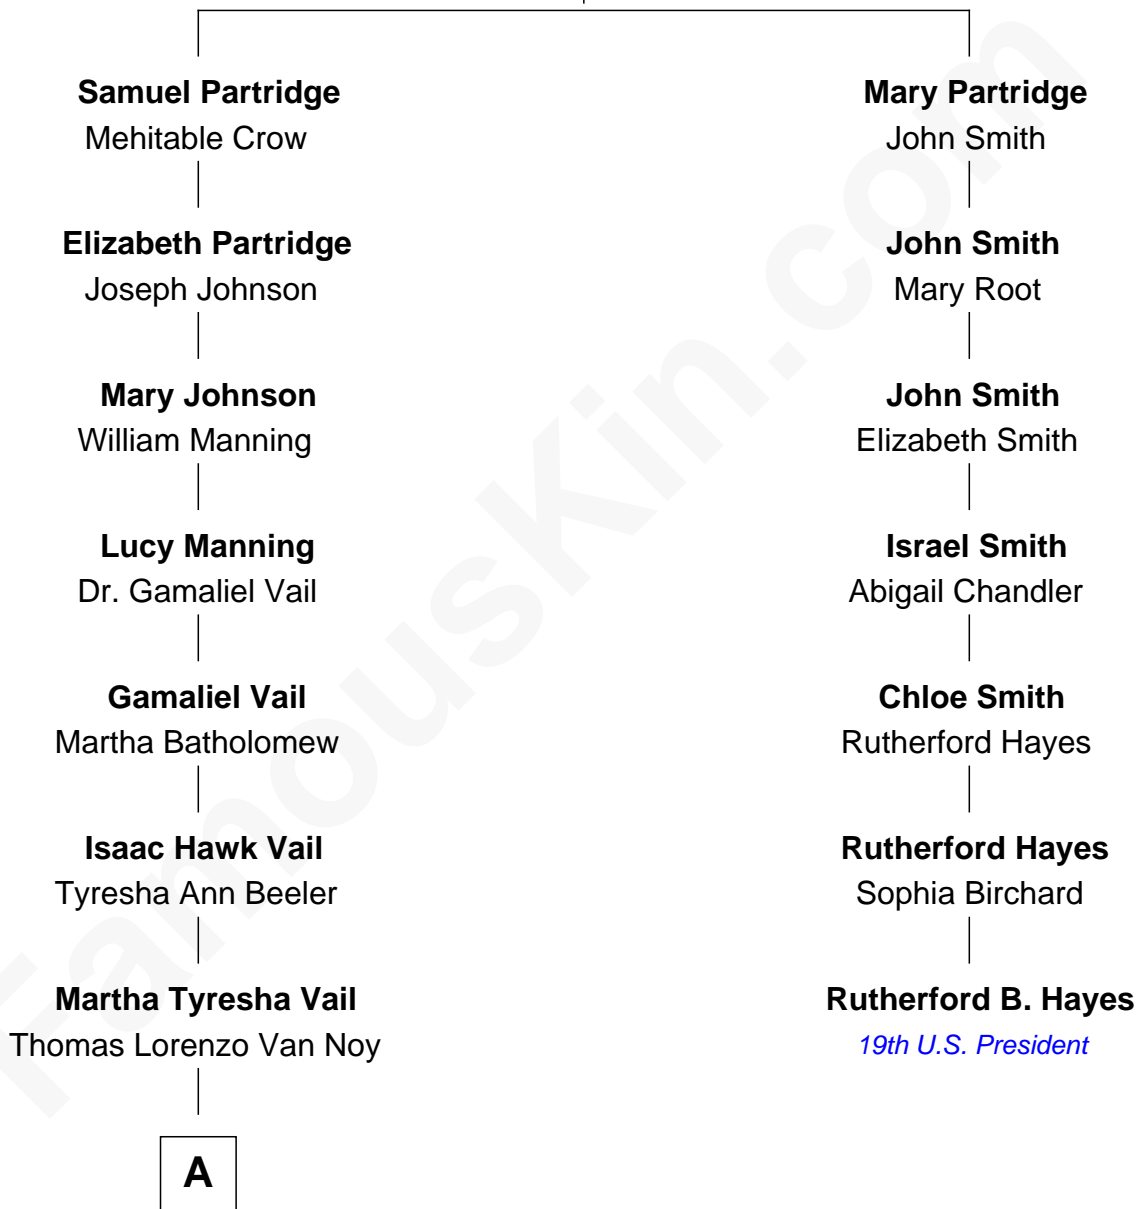 Samuel Partridge
Mehitable Crow
Elizabeth Partridge
Joseph Johnson
Mary Johnson
William Manning
Lucy Manning
Dr. Gamaliel Vail
Gamaliel Vail
Martha Batholomew
Isaac Hawk Vail
Tyresha Ann Beeler
Martha Tyresha Vail
Thomas Lorenzo Van Noy
A
Mary Partridge
John Smith
John Smith
Mary Root
John Smith
Elizabeth Smith
Israel Smith
Abigail Chandler
Chloe Smith
Rutherford Hayes
Rutherford Hayes
Sophia Birchard
Rutherford B. Hayes
19th U.S. President
FamousKin.com